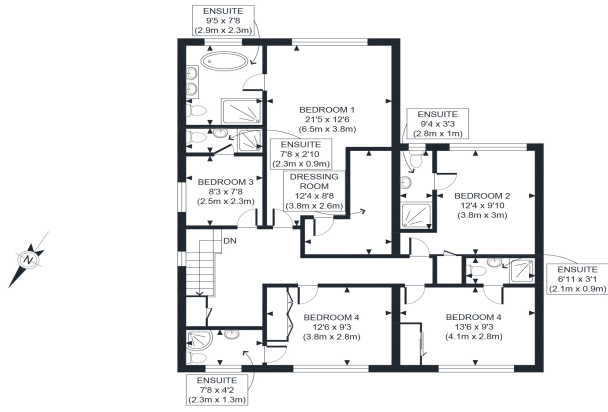 ENSUITE
9'5 x 7'8
(2.9m x 2.3m)
BEDROOM 1
21'5 x 12'6
(6.5m x 3.8m)
ENSUITE
9'4 x 3'3
(2.8m x 1m)
ENSUITE
7'8 x 2'10
(2.3m x 0.9m)
DRESSING
ROOM
12'4 x 8'8
(3.8m x 2.6m)
BEDROOM 3
8'3 x 7'8
(2.5m x 2.3m)
BEDROOM 2
12'4 x 9'10
(3.8m x 3m)
DN
N
ENSUITE
6'11 x 3'1
(2.1m x 0.9m)
BEDROOM 4
12'6 x 9'3
(3.8m x 2.8m)
BEDROOM 4
13'6 x 9'3
(4.1m x 2.8m)
ENSUITE
7'8 x 4'2
(2.3m x 1.3m)